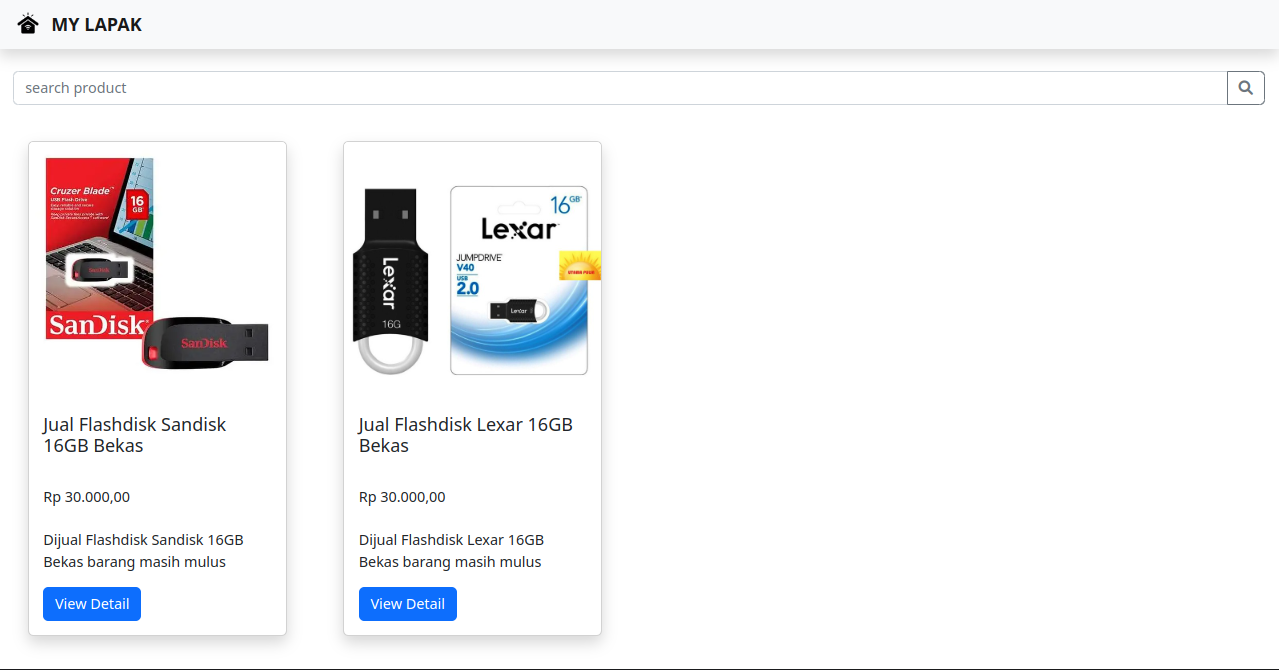 MY LAPAK
search product
Cruzer Blade™
USB Flash Drive
16
GB
SanDisk
SanDisk
SanDisk
Jual Flashdisk Sandisk
16GB Bekas
Rp 30.000,00
Dijual Flashdisk Sandisk 16GB
Bekas barang masih mulus
View Detail
Lexar
16G
16GB
Lexar
JUMPDRIVE
V40
USB
2.0
Lexar
Jual Flashdisk Lexar 16GB
Bekas
Rp 30.000,00
Dijual Flashdisk Lexar 16GB
Bekas barang masih mulus
View Detail